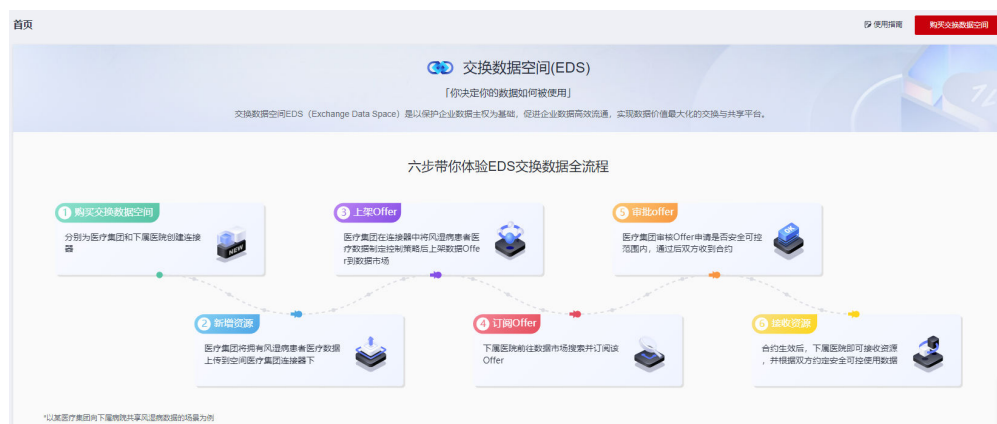 首页
使用指南
购买交换数据空间
交换数据空间(EDS)
「你决定你的数据如何被使用」
交换数据空间EDS（Exchange Data Space）是以保护企业数据主权为基础，促进企业数据高效流通，实现数据价值最大化的交换与共享平台。
六步带你体验EDS交换数据全流程
1 购买交换数据空间
分别为医疗集团和下属医院创建连接
器
NEW
2 新增资源
医疗集团将拥有风湿病患者医疗数据
上传到空间医疗集团连接器下
3 上架Offer
医疗集团在连接器中将风湿病患者医
疗数据制定控制策略后上架数据Offe
r到数据市场
4 订阅Offer
下属医院前往数据市场搜索并订阅该
Offer
5 审批offer
医疗集团审核Offer申请是否安全可控
范围内，通过后双方收到合约
OK
6 接收资源
合约生效后，下属医院即可接收资源
，并根据双方约定安全可控使用数据
*以某医疗集团向下属病院共享风湿病数据的场景为例